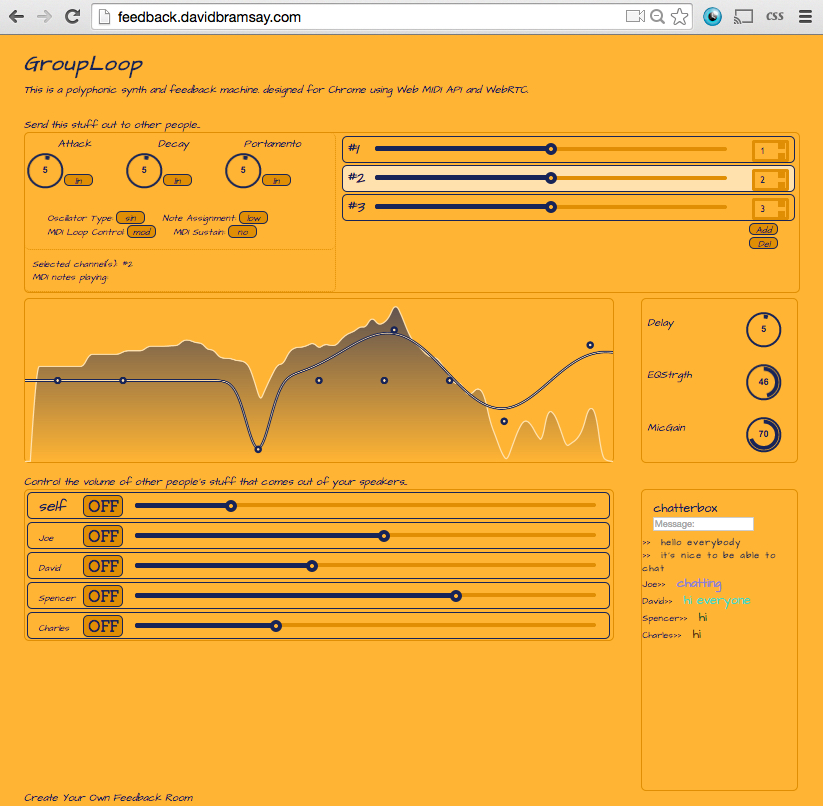 feedback.davidbramsay.com
CSS
GroupLoop
This is a polyphonic synth and feedback machine. designed for Chrome using Web MIDI API and WebRTC.
Send this stuff out to other people...
Attack Decay Portamento
5 lin 5 lin 5 lin
Oscillator Type: sin Note Assignment: low
MIDI Loop Control mod MIDI Sustain: no
Selected channel(s): #2
MIDI notes playing:
#1 1
#2 2
#3 3
Add
Del
Delay 5
EQStrgth 46
MicGain 70
Control the volume of other people's stuff that comes out of your speakers...
self OFF
Joe OFF
David OFF
Spencer OFF
Charles OFF
chatterbox
Message:
>> hello everybody
>> it's nice to be able to
chat
Joe>> chatting
David>> hi everyone
Spencer>> hi
Charles>> hi
Create Your Own Feedback Room